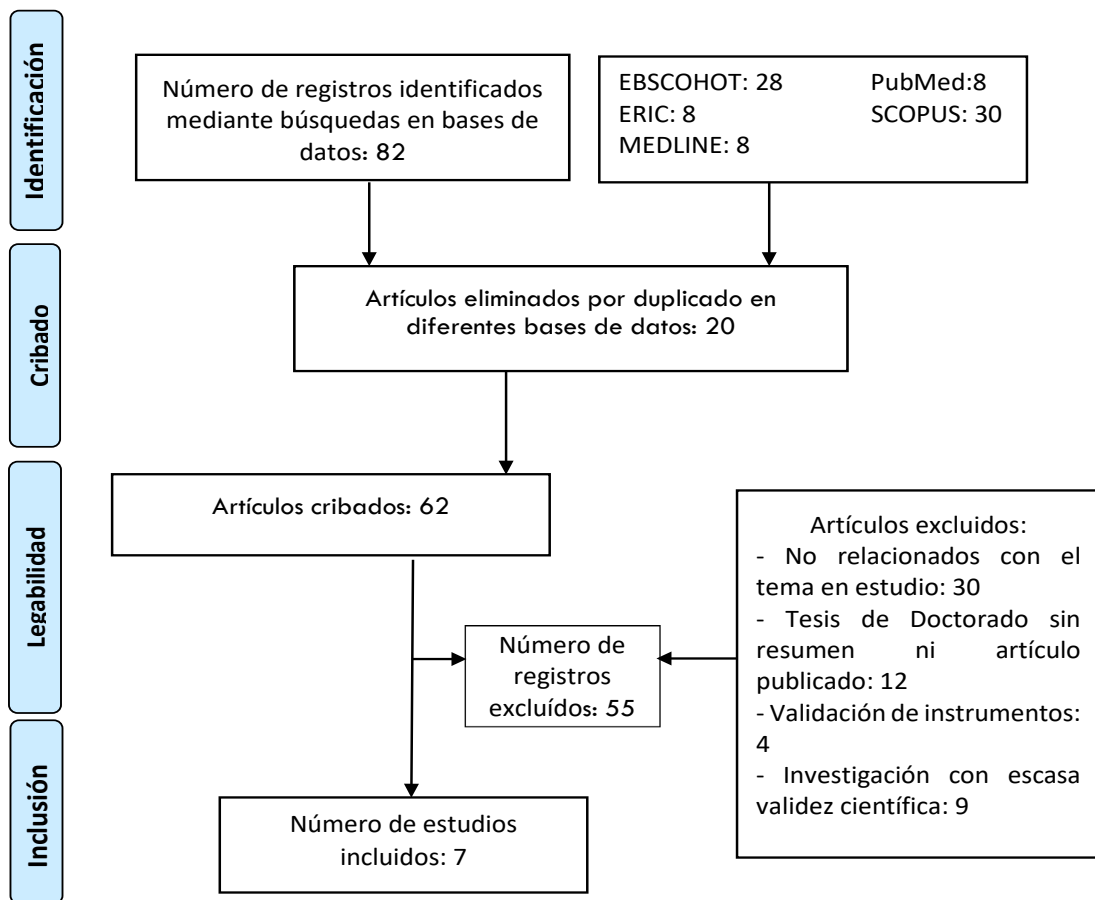 Identificación
Número de registros identificados
mediante búsquedas en bases de
datos: 82
EBSCOHOT: 28 PubMed:8
ERIC: 8 SCOPUS: 30
MEDLINE: 8
Cribado
Artículos eliminados por duplicado en
diferentes bases de datos: 20
Legabilidad
Artículos cribados: 62
Número de
registros
excluídos: 55
Artículos excluidos:
- No relacionados con el
tema en estudio: 30
- Tesis de Doctorado sin
resumen ni artículo
publicado: 12
- Validación de instrumentos:
4
- Investigación con escasa
validez científica: 9
Inclusión
Número de estudios
incluidos: 7